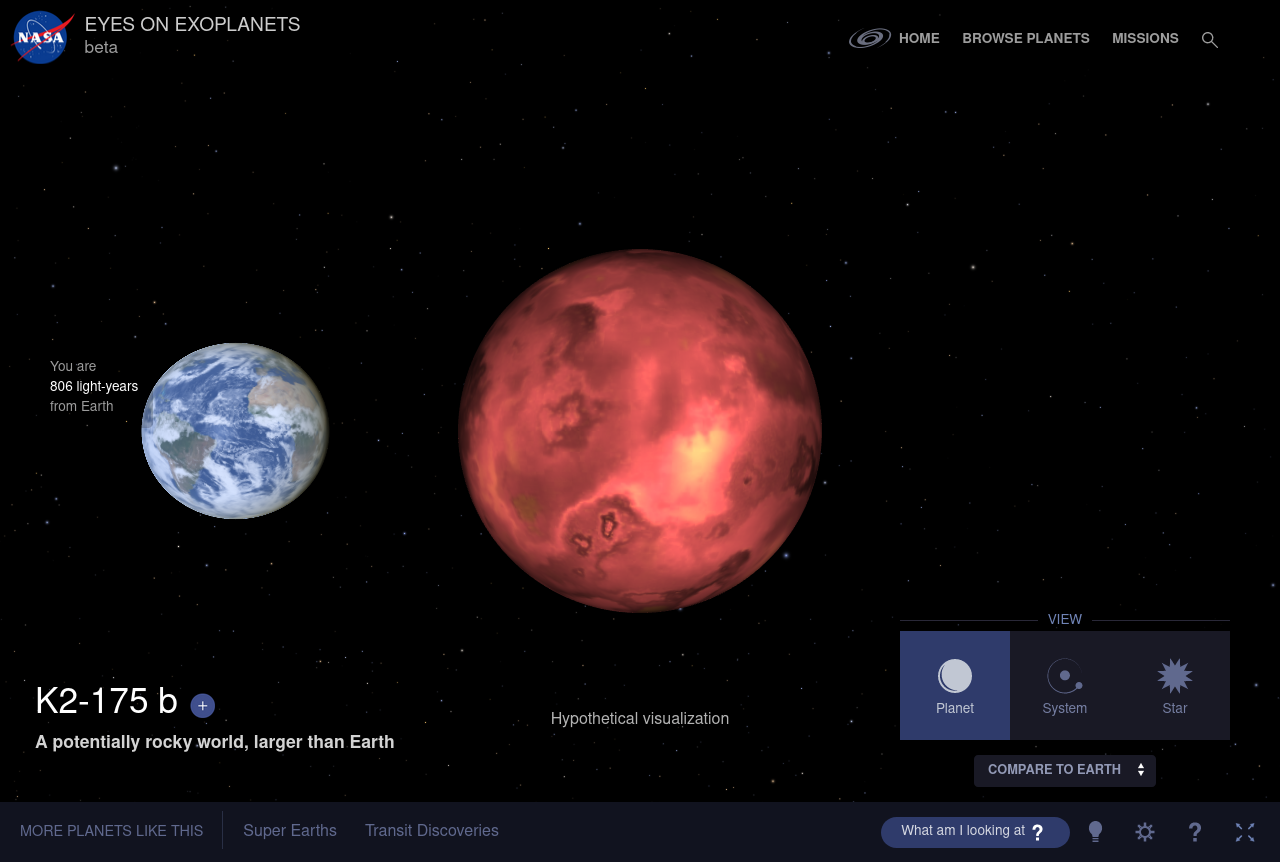 NASA
EYES ON EXOPLANETS
beta
HOME
BROWSE PLANETS
MISSIONS
You are
806 light-years
from Earth
VIEW
Planet
System
Star
K2-175 b +
A potentially rocky world, larger than Earth
Hypothetical visualization
COMPARE TO EARTH
MORE PLANETS LIKE THIS
Super Earths
Transit Discoveries
What am I looking at ?
?